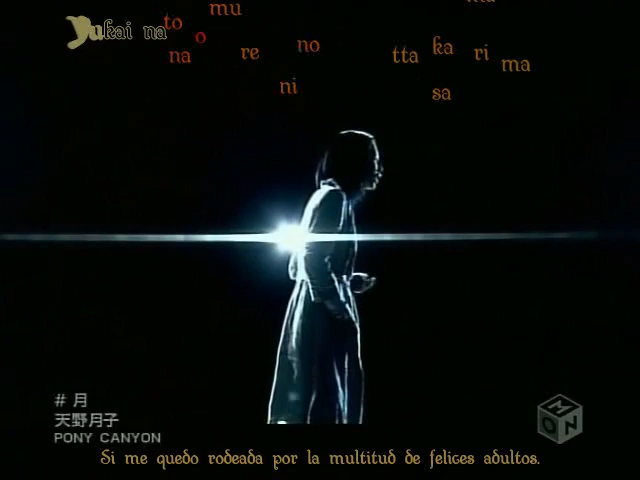 Yukai na
to
mu
o
na
re
no
ni
tta
ka
ri
ma
sa
# 月
天野月子
PONY CANYON
MON
Si me quedo rodeada por la multitud de felices adultos.